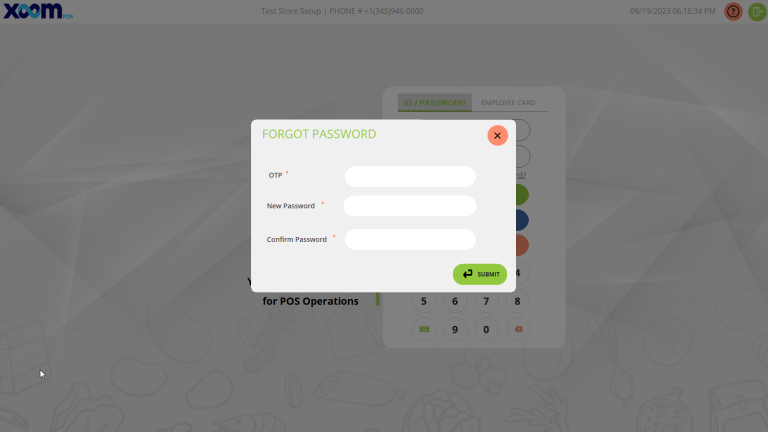 xoom POS
Test Store Setup | PHONE # +1(345)946-0000
09/19/2023 06:16:34 PM
ID / PASSWORD
EMPLOYEE CARD
FORGOT PASSWORD
OTP *
New Password *
Confirm Password *
SUBMIT
for POS Operations
4
5 6 7 8
9 0